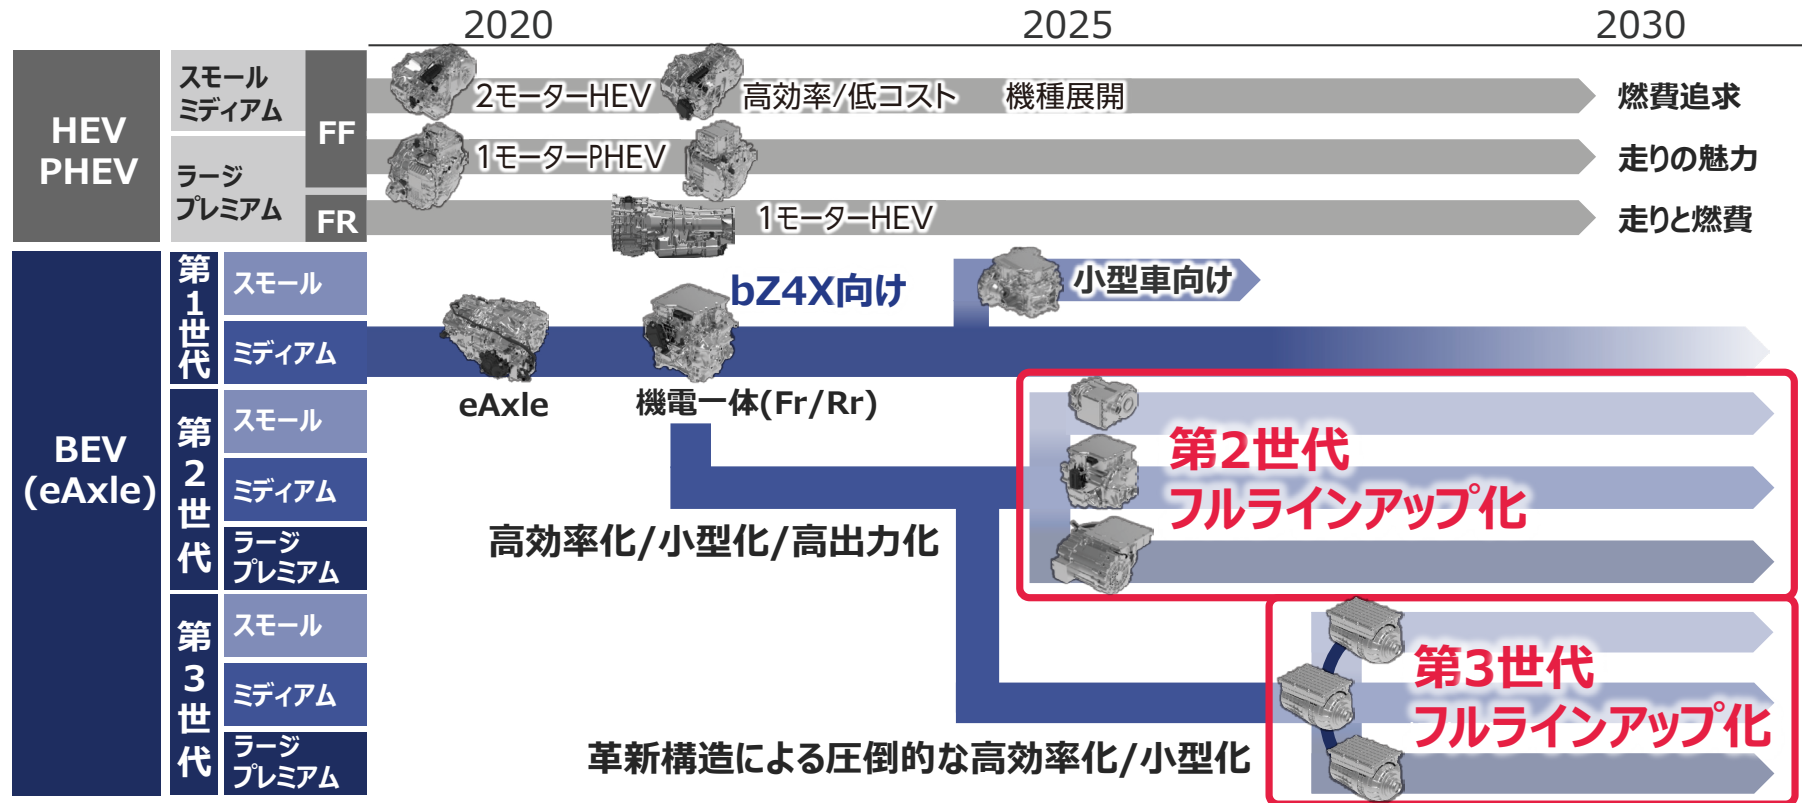 2020 2025 2030
HEV
PHEV
スモール
ミディアム
FF
2モーターHEV 高効率/低コスト 機種展開 燃費追求
ラージ
プレミアム
1モーターPHEV 走りの魅力
FR
1モーターHEV 走りと燃費
BEV
(eAxle)
第1世代
スモール
bZ4X向け 小型車向け
ミディアム
eAxle 機電一体(Fr/Rr)
第2世代
スモール
ミディアム
ラージ
プレミアム
第2世代
フルラインアップ化
高効率化/小型化/高出力化
第3世代
スモール
ミディアム
ラージ
プレミアム
第3世代
フルラインアップ化
革新構造による圧倒的な高効率化/小型化